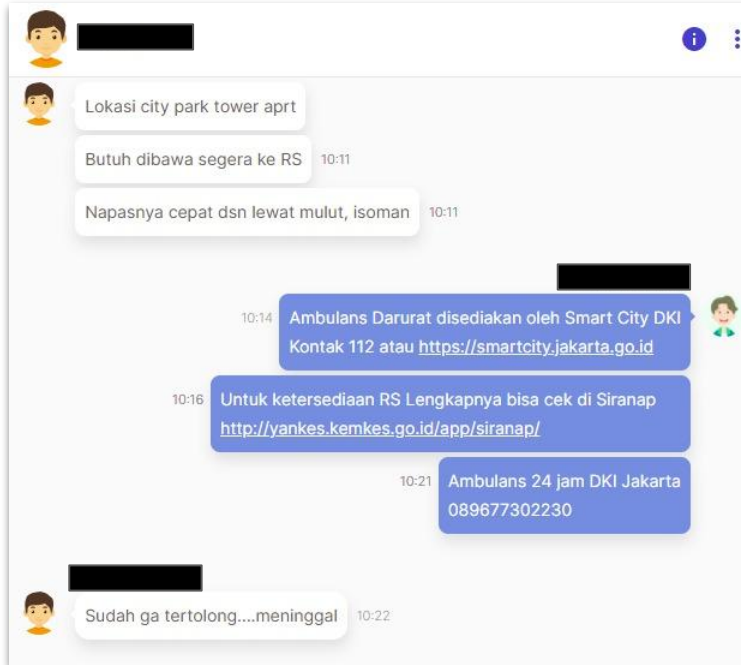 Lokasi city park tower aprt
Butuh dibawa segera ke RS 10:11
Napasnya cepat dsn lewat mulut, isoman 10:11
10:14 Ambulans Darurat disediakan oleh Smart City DKI
Kontak 112 atau https://smartcity.jakarta.go.id
10:16 Untuk ketersediaan RS Lengkapnya bisa cek di Siranap
http://yankes.kemkes.go.id/app/siranap/
10:21 Ambulans 24 jam DKI Jakarta
089677302230
Sudah ga tertolong....meninggal 10:22